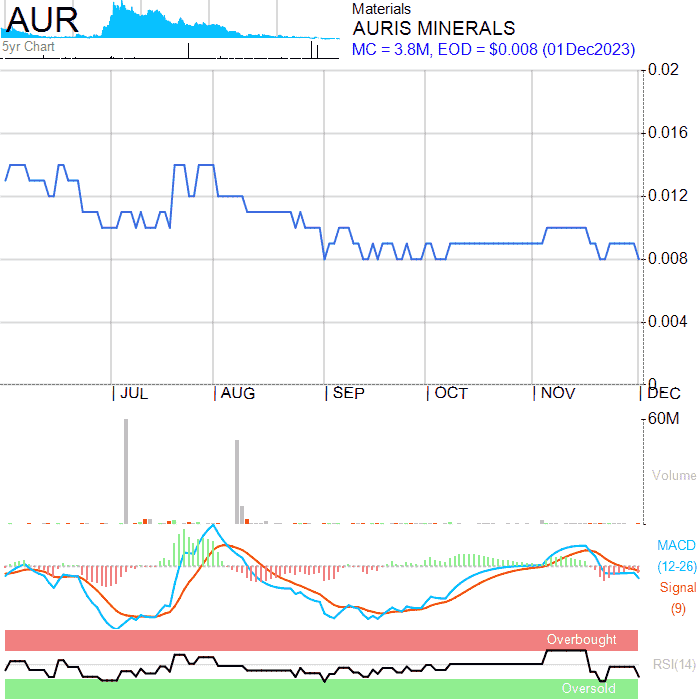 AUR
5yr Chart
Materials
AURIS MINERALS
MC = 3.8M, EOD = $0.008 (01Dec2023)
0.02
0.016
0.012
0.008
0.004
0
JUL
AUG
SEP
OCT
NOV
DEC
60M
Volume
MACD
(12-26)
Signal
(9)
Overbought
RSI(14)
Oversold